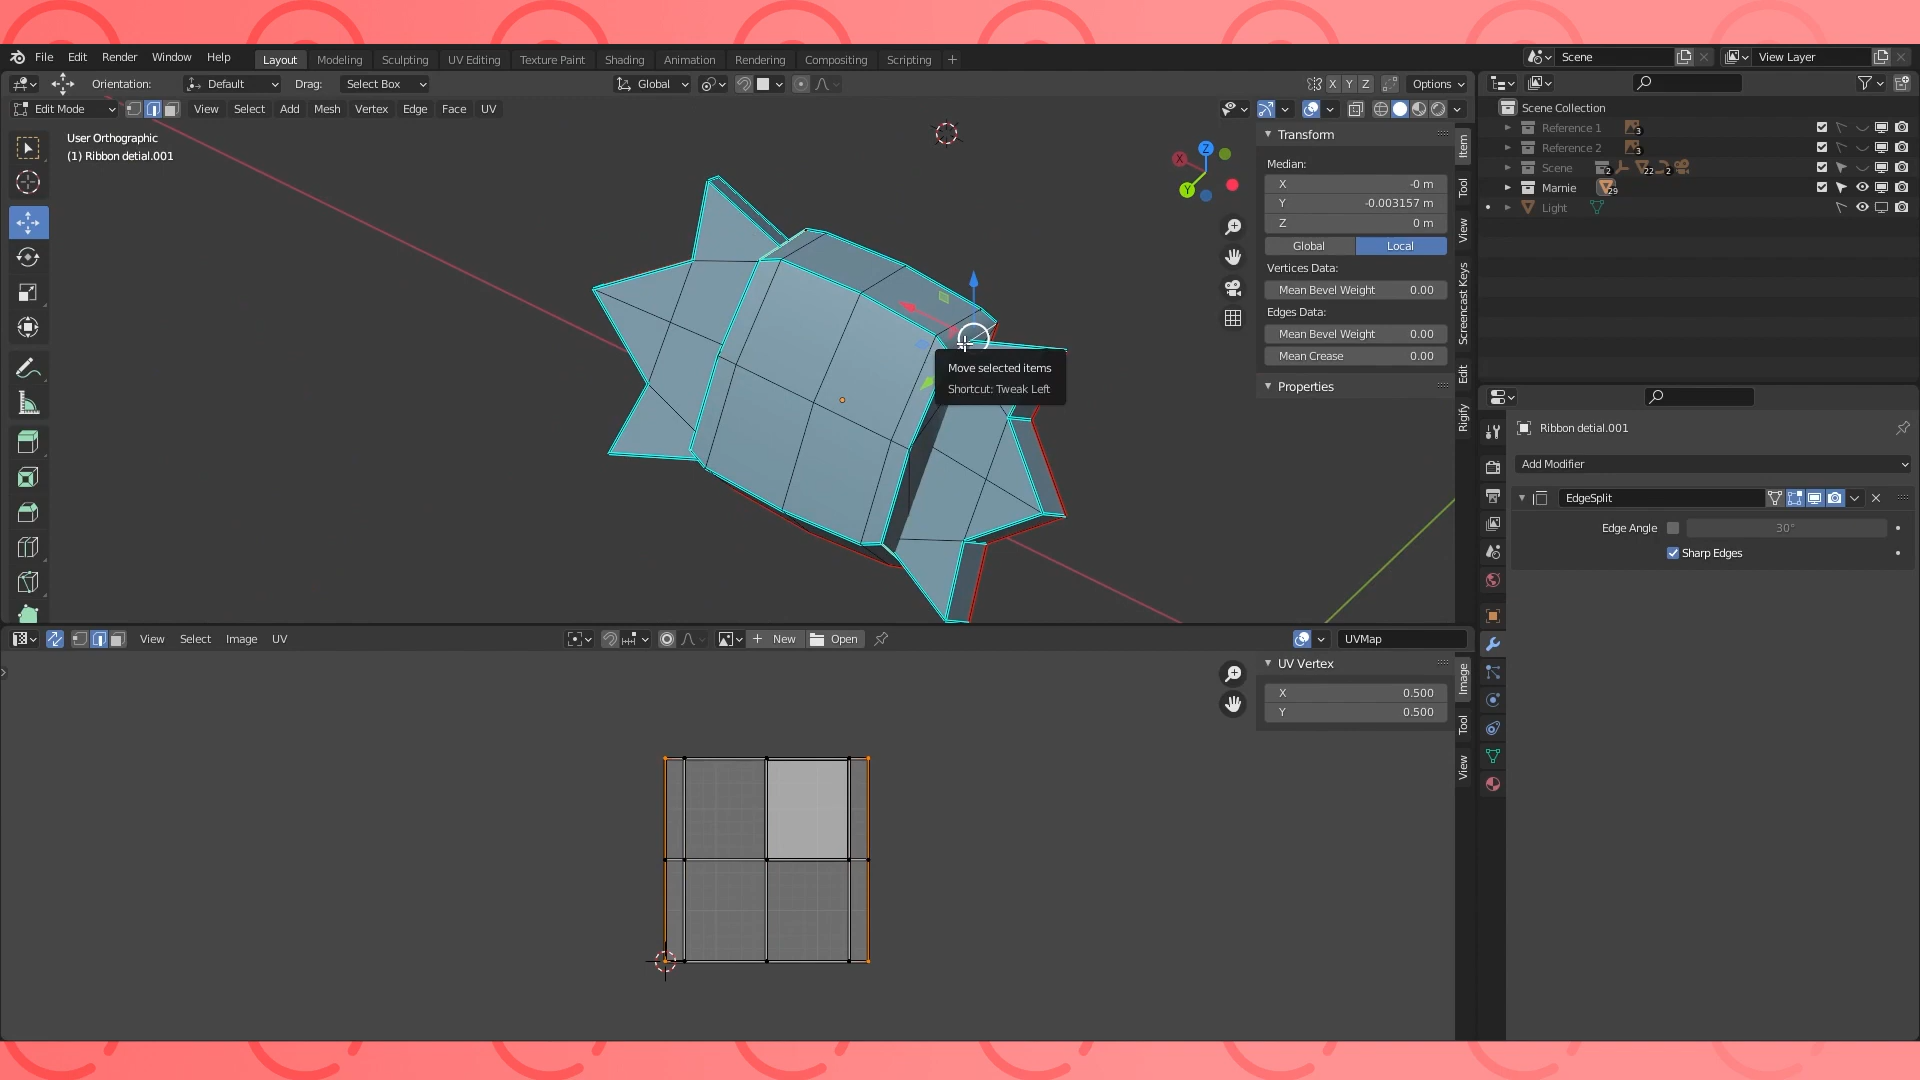 File Edit Render Window Help Layout Modeling Sculpting UV Editing Texture Paint Shading Animation Rendering Compositing Scripting + Scene View Layer
Orientation: Default Drag: Select Box Global X Y Z Options
Edit Mode View Select Add Mesh Vertex Edge Face UV
User Orthographic
(1) Ribbon detial.001
X Y Z
Move selected items
Shortcut: Tweak Left
Transform
Median:
X -0 m
Y -0.003157 m
Z 0 m
Global Local
Vertices Data:
Mean Bevel Weight 0.00
Edges Data:
Mean Bevel Weight 0.00
Mean Crease 0.00
Properties
Item
Tool
View
Screencast Keys
Edit
Rigify
Scene Collection
Reference 1 3
Reference 2 3
Scene 2 22 2
Marnie 29
Light
Ribbon detial.001
Add Modifier
EdgeSplit
Edge Angle 30°
Sharp Edges
View Select Image UV New Open UVMap
UV Vertex
X 0.500
Y 0.500
Image
Tool
View